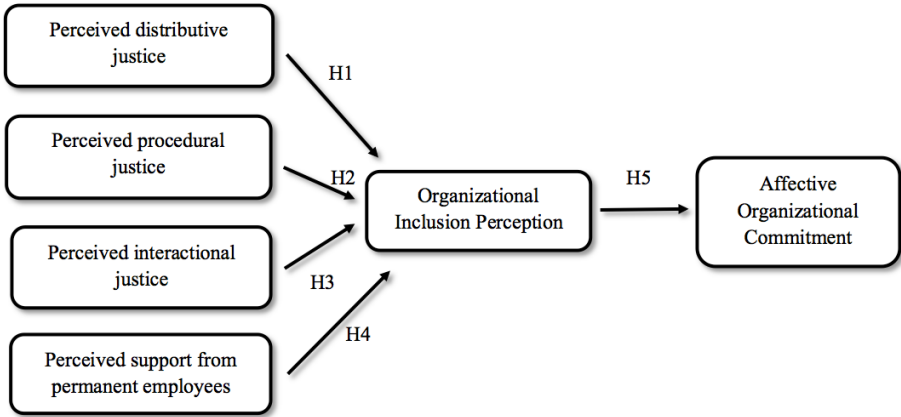 Perceived distributive
justice
H1
Perceived procedural
justice
H2
Organizational
Inclusion Perception
H5
Affective
Organizational
Commitment
Perceived interactional
justice
H3
H4
Perceived support from
permanent employees